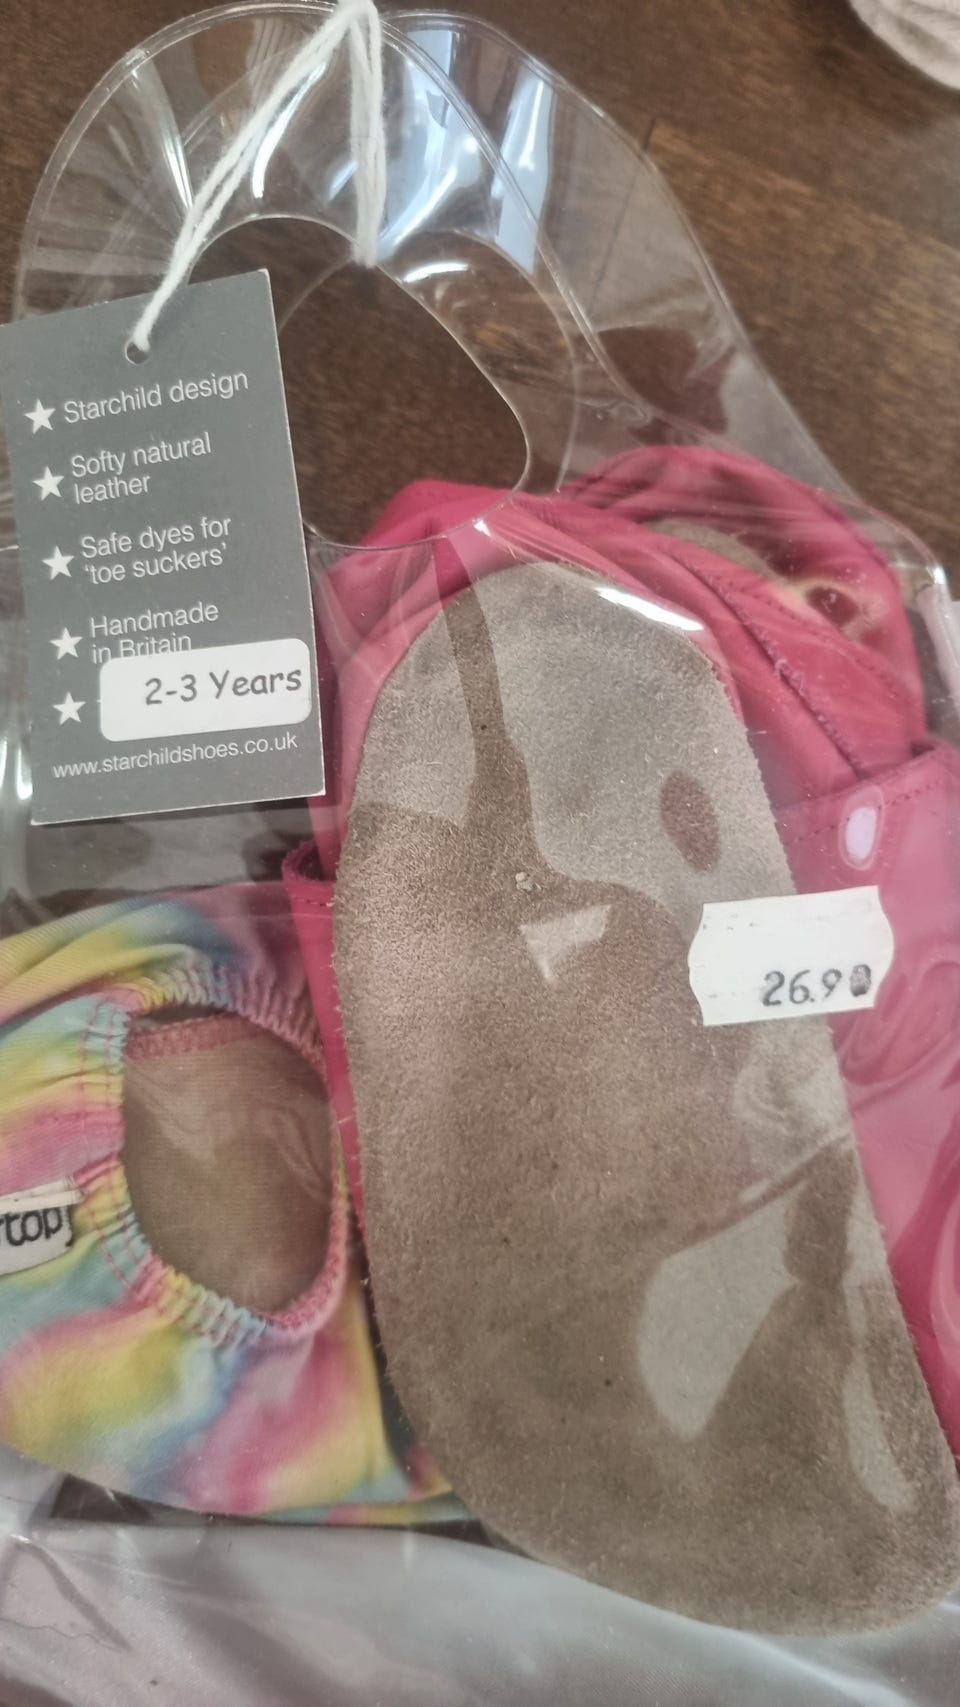 ★ Starchild design
★ Softy natural
leather
★ Safe dyes for
'toe suckers'
★ Handmade
in Britain
★ 2-3 Years
www.starchildshoes.co.uk
26.90